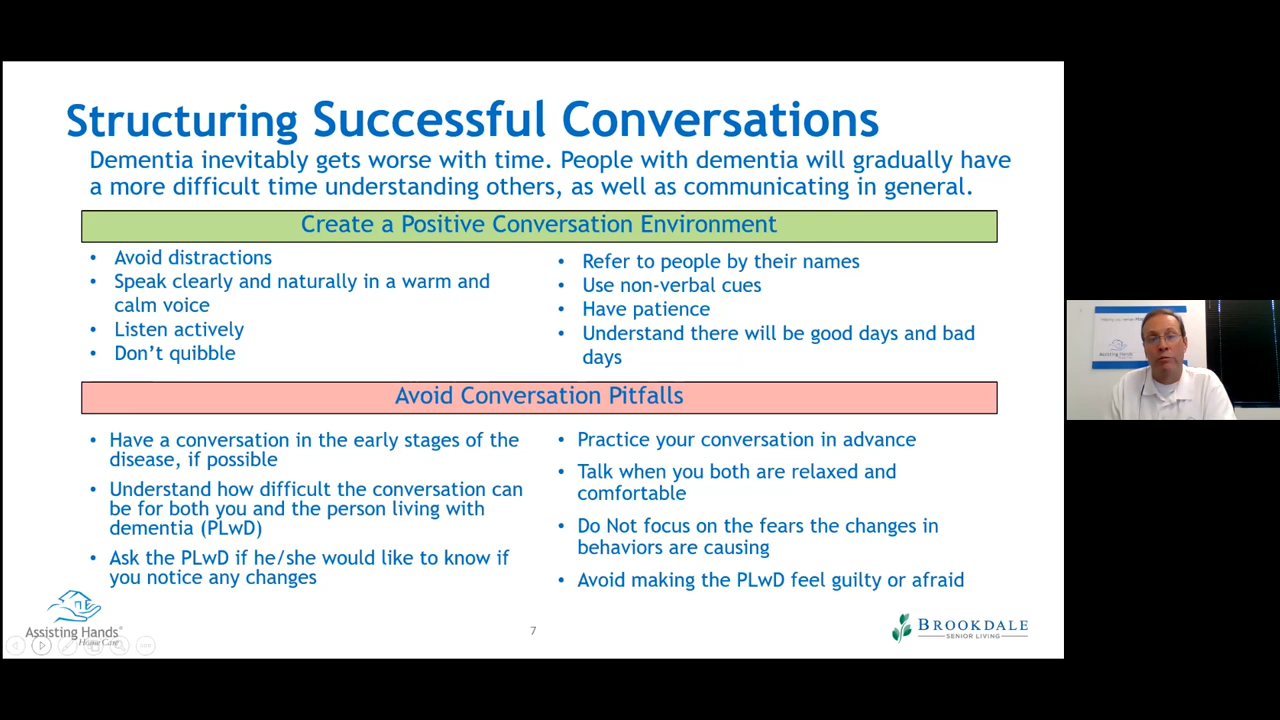 Structuring Successful Conversations
Dementia inevitably gets worse with time. People with dementia will gradually have
a more difficult time understanding others, as well as communicating in general.
Create a Positive Conversation Environment
• Avoid distractions
• Speak clearly and naturally in a warm and
calm voice
• Listen actively
• Don't quibble
• Refer to people by their names
• Use non-verbal cues
• Have patience
• Understand there will be good days and bad
days
Avoid Conversation Pitfalls
• Have a conversation in the early stages of the
disease, if possible
• Understand how difficult the conversation can
be for both you and the person living with
dementia (PLwD)
• Ask the PLwD if he/she would like to know if
you notice any changes
• Practice your conversation in advance
• Talk when you both are relaxed and
comfortable
• Do Not focus on the fears the changes in
behaviors are causing
• Avoid making the PLwD feel guilty or afraid
Assisting Hands®
Home Care
7
BROOKDALE
SENIOR LIVING
Assisting Hands